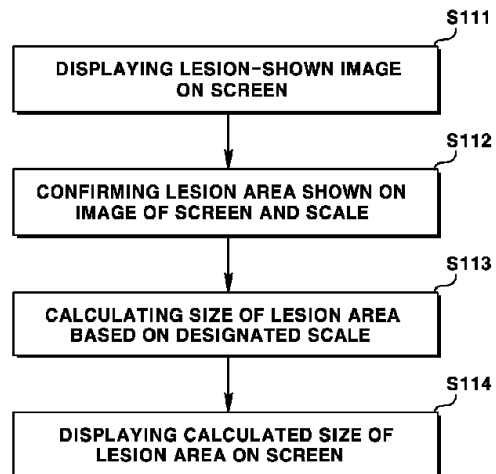 S111
DISPLAYING LESION-SHOWN IMAGE
ON SCREEN
S112
CONFIRMING LESION AREA SHOWN ON
IMAGE OF SCREEN AND SCALE
S113
CALCULATING SIZE OF LESION AREA
BASED ON DESIGNATED SCALE
S114
DISPLAYING CALCULATED SIZE OF
LESION AREA ON SCREEN